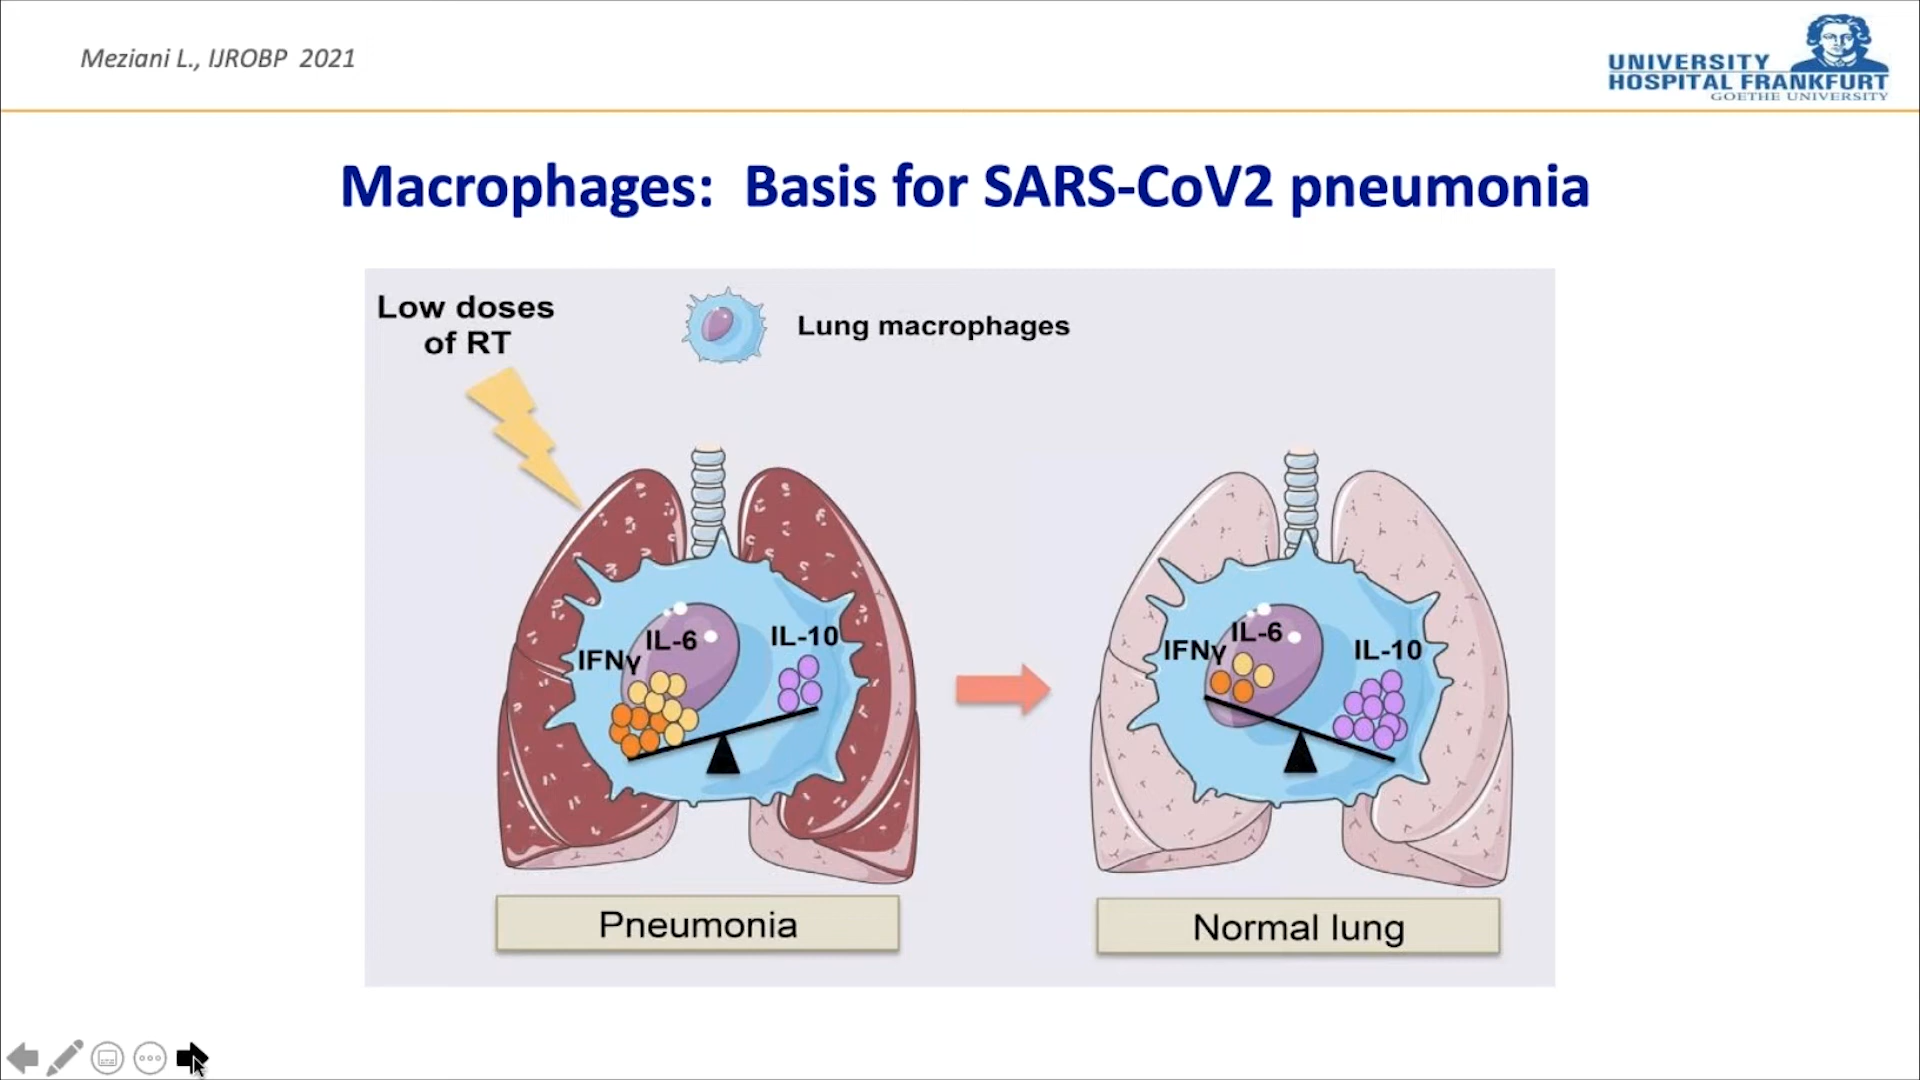 Meziani L., IJROBP 2021
UNIVERSITY
HOSPITAL FRANKFURT
GOETHE UNIVERSITY
Macrophages: Basis for SARS-CoV2 pneumonia
Low doses
of RT
Lung macrophages
IFNγ
IL-6
IL-10
IFNγ
IL-6
IL-10
Pneumonia
Normal lung